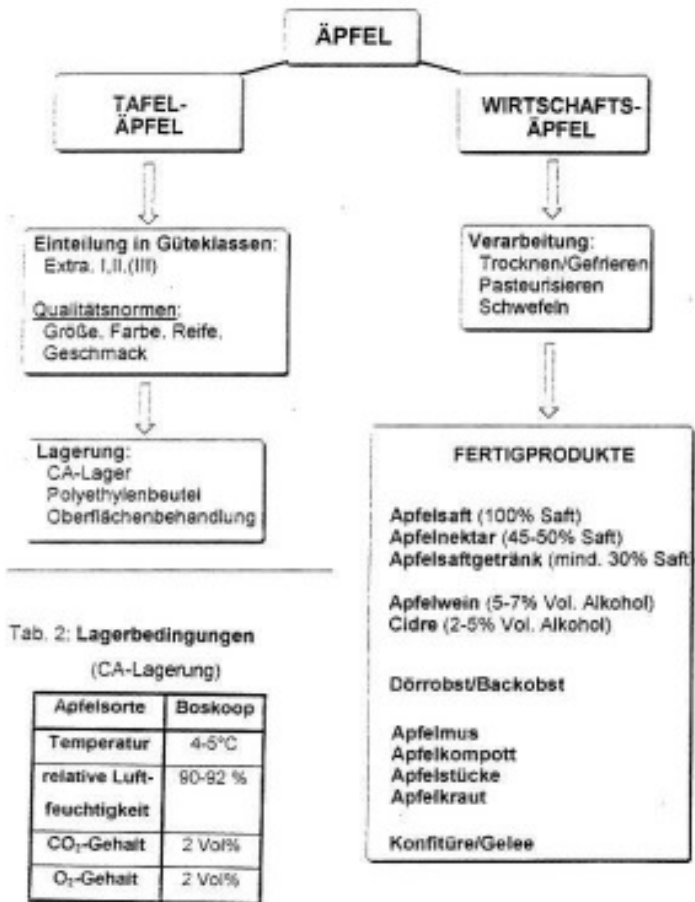 ÄPFEL
TAFEL-
ÄPFEL
Einteilung in Güteklassen:
Extra. I,II.(III)
Qualitätsnormen:
Größe, Farbe, Reife,
Geschmack
Lagerung:
CA-Lager
Polyethylenbeutel
Oberflächenbehandlung
WIRTSCHAFTS-
ÄPFEL
Verarbeitung:
Trocknen/Gefrieren
Pasteurisieren
Schwefeln
FERTIGPRODUKTE
Apfelsaft (100% Saft)
Apfelnektar (45-50% Saft)
Apfelsaftgetränk (mind. 30% Saft
Apfelwein (5-7% Vol. Alkohol)
Cidre (2-5% Vol. Alkohol)
Dörrobst/Backobst
Apfelmus
Apfelkompott
Apfelstücke
Apfelkraut
Konfitüre/Gelee
Tab. 2: Lagerbedingungen
(CA-Lagerung)
Apfelsorte Boskoop
Temperatur 4-5°C
relative Luft- 90-92 %
feuchtigkeit
CO₂-Gehalt 2 Vol%
O₂-Gehalt 2 Vol%